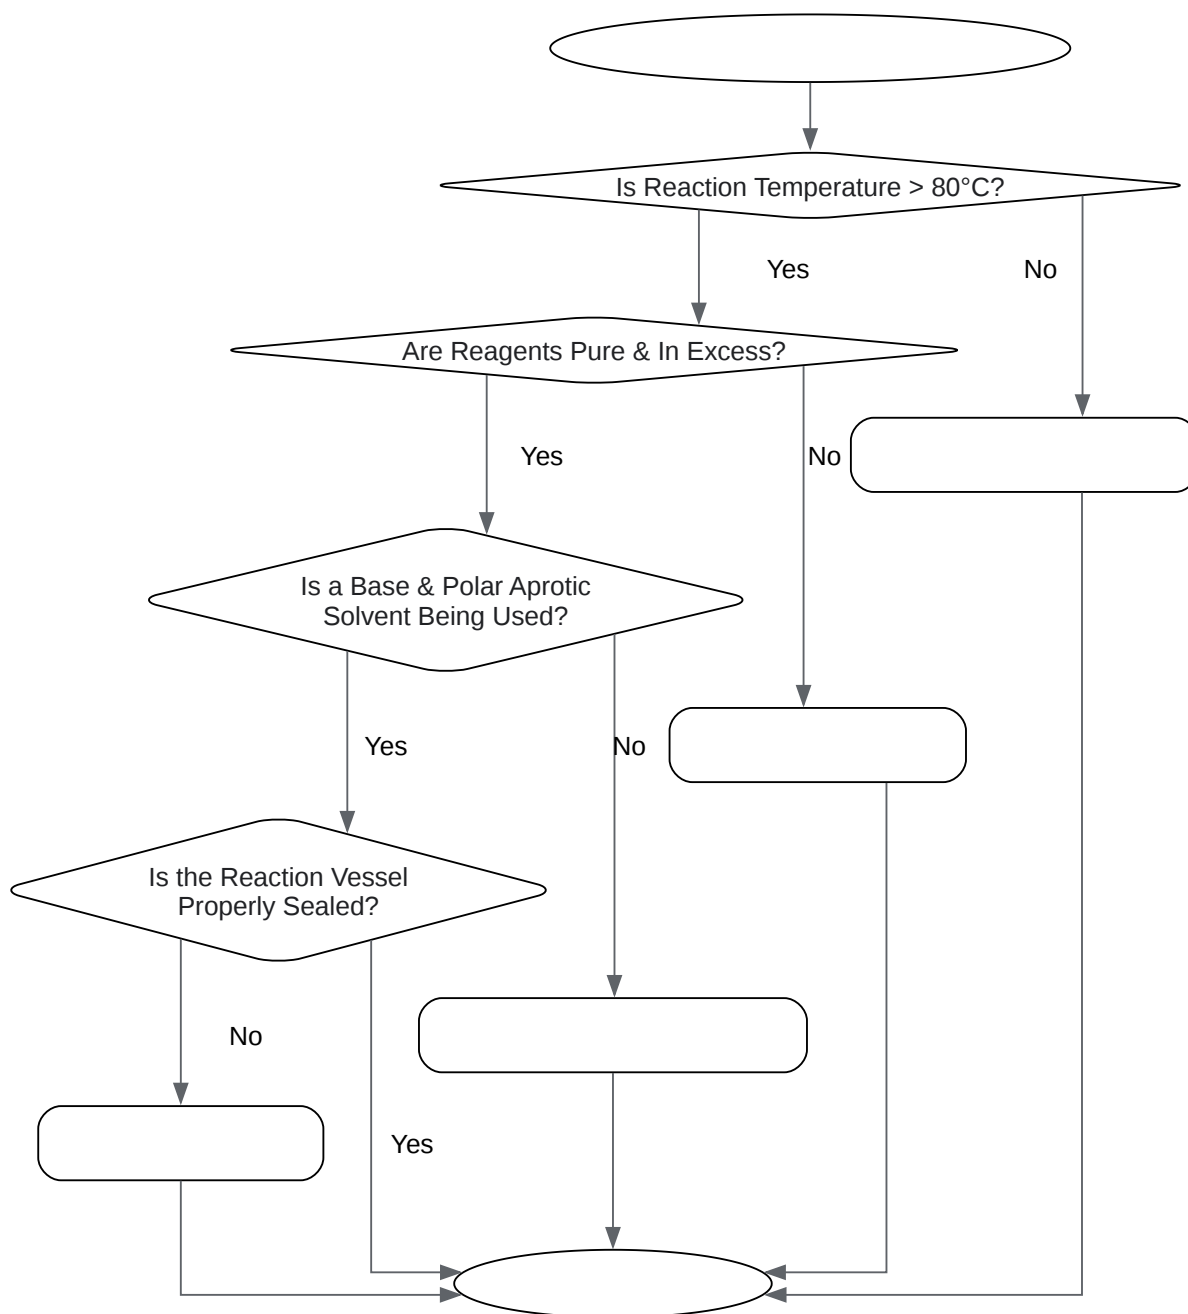 Is Reaction Temperature > 80°C?
Yes
No
Are Reagents Pure & In Excess?
Yes
No
Is a Base & Polar Aprotic
Solvent Being Used?
Yes
No
Is the Reaction Vessel
Properly Sealed?
No
Yes